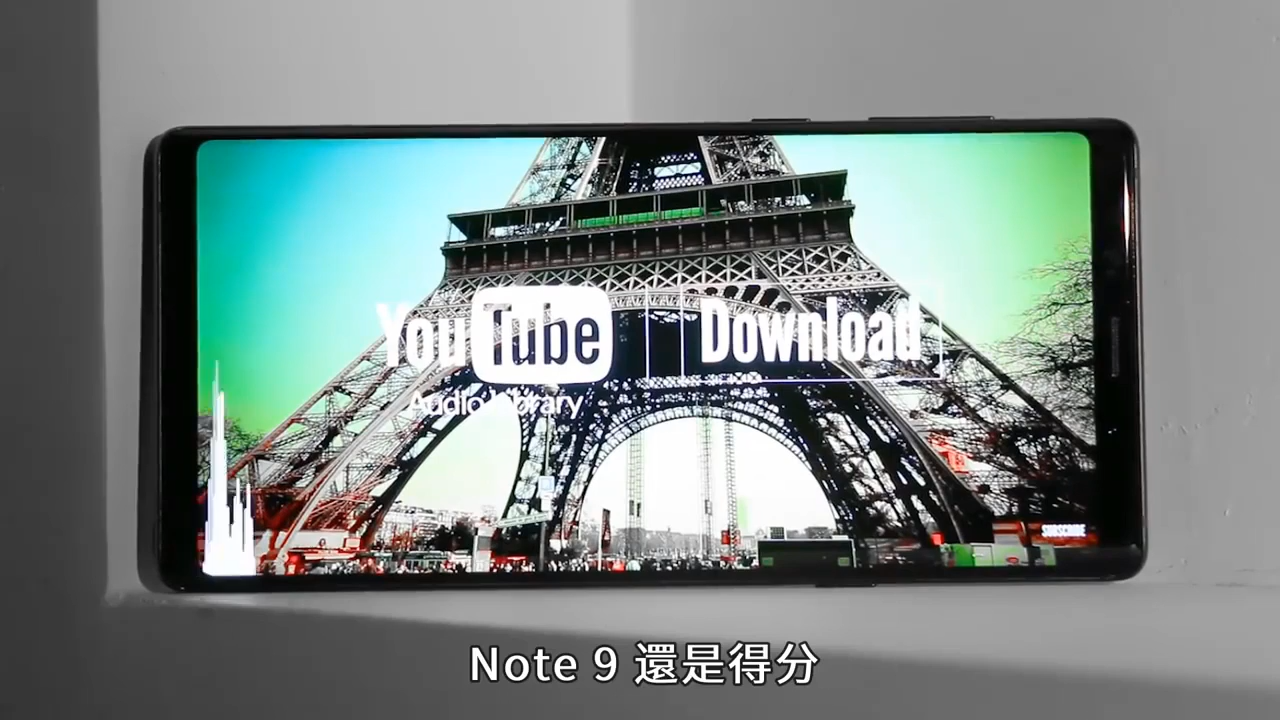 YouTube
Download
Audio Library
SUBSCRIBE
Note 9 還是得分